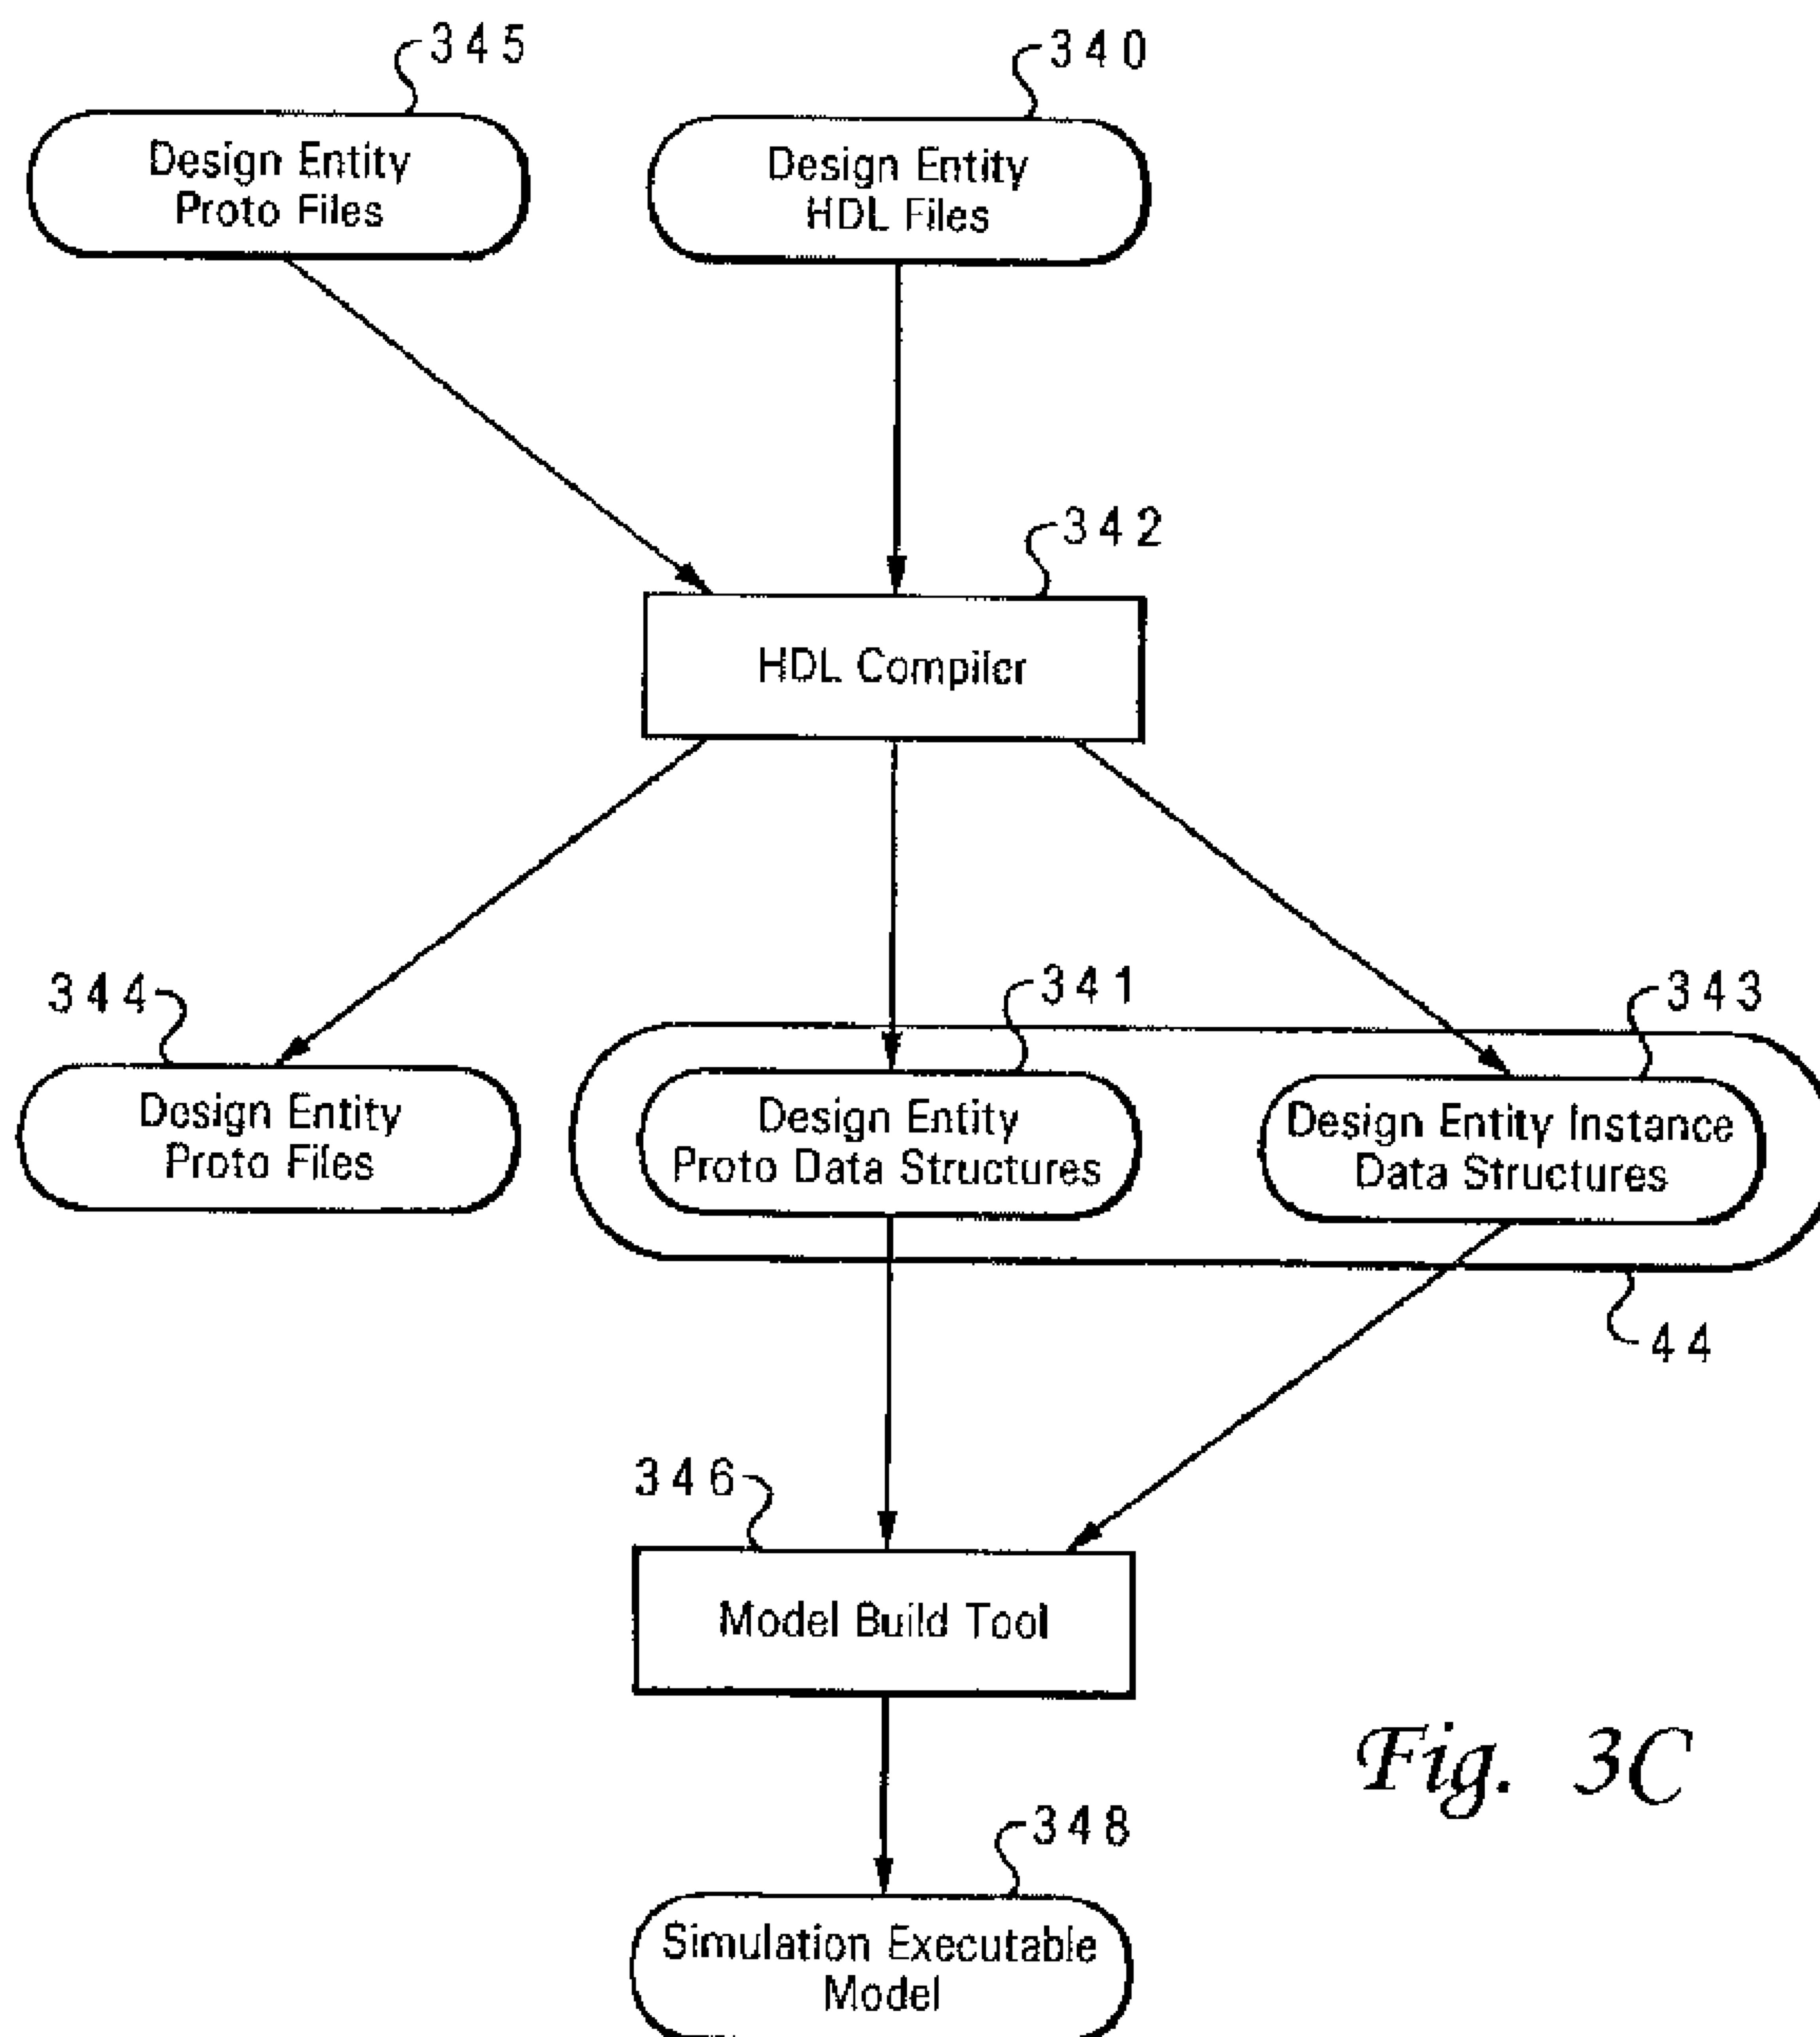 345
340
Design Entity
Proto Files
Design Entity
HDL Files
342
HDL Compiler
344
341
343
Design Entity
Proto Files
Design Entity
Proto Data Structures
Design Entity Instance
Data Structures
44
346
Model Build Tool
Fig. 3C
348
Simulation Executable
Model